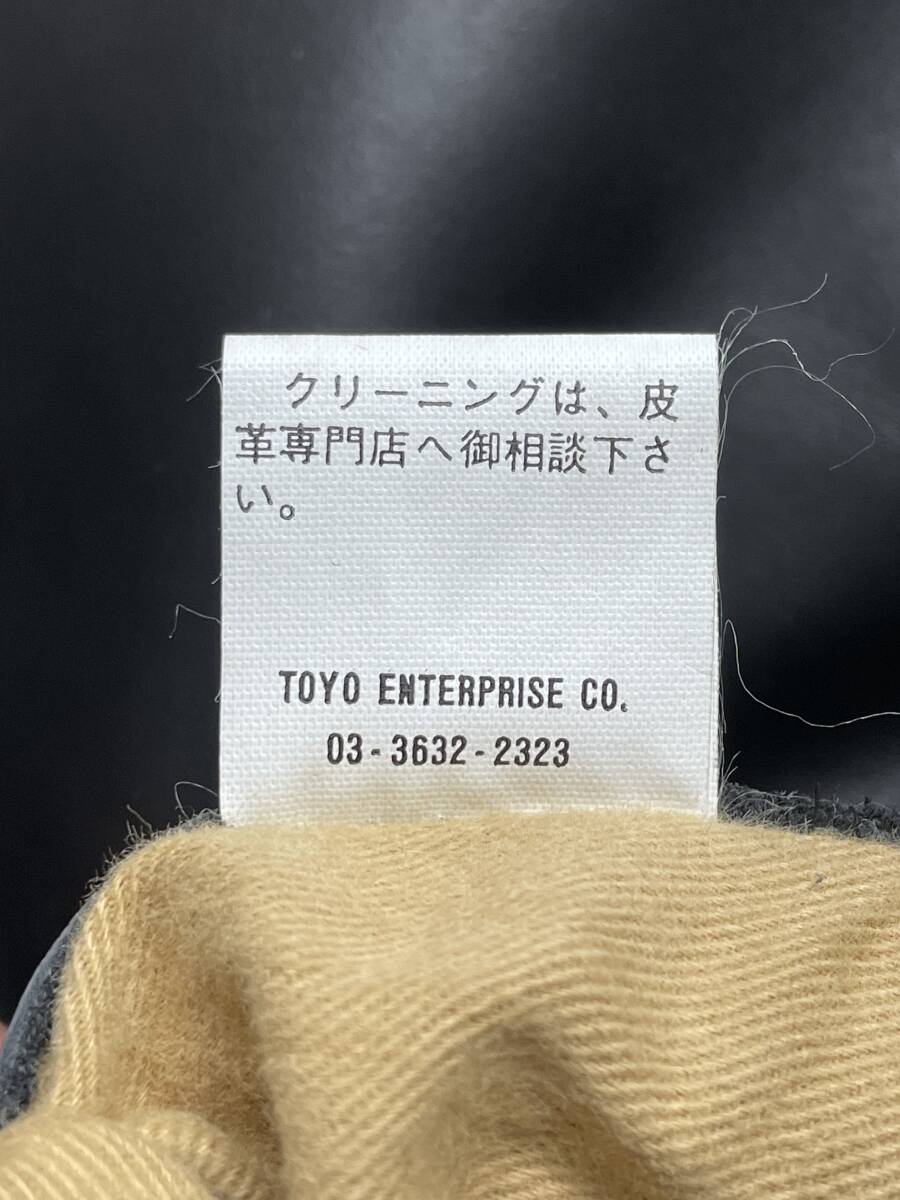 クリーニングは、皮
革専門店へ御相談下さ
い。
TOYO ENTERPRISE CO.
03-3632-2323